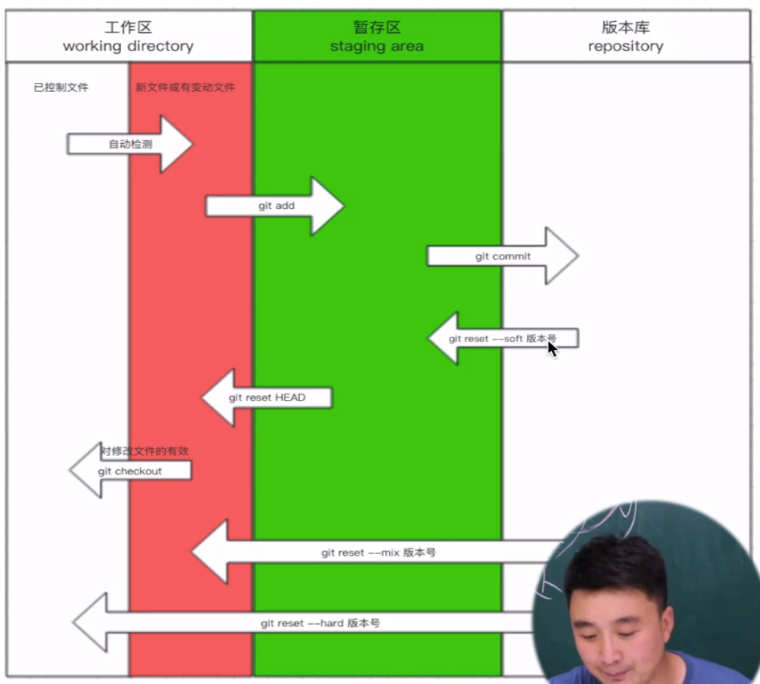 工作区
working directory
暂存区
staging area
版本库
repository
已控制文件
新文件或有变动文件
自动检测
git add
git commit
git reset --soft 版本号
git reset HEAD
对修改文件的有效
git checkout
git reset --mix 版本号
git reset --hard 版本号